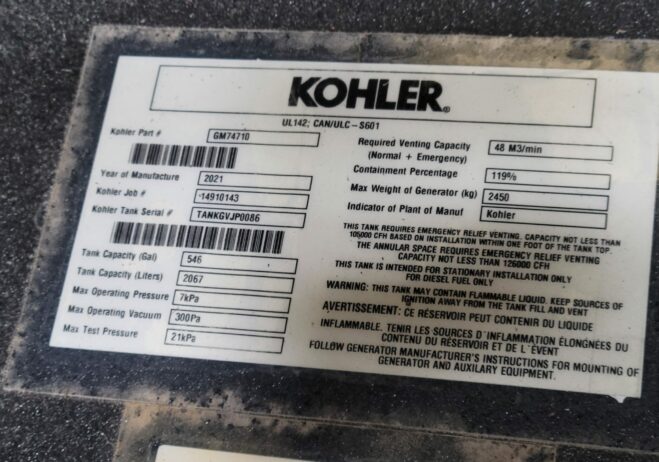 KOHLER®
UL142; CAN/ULC-S601
Kohler Part # GM74710
Year of Manufacture 2021
Kohler Job # 14910143
Kohler Tank Serial # TANKGVJP0086
Tank Capacity (Gal) 546
Tank Capacity (Liters) 2067
Max Operating Pressure 7kPa
Max Operating Vacuum 300Pa
Max Test Pressure 21kPa
Required Venting Capacity
(Normal + Emergency) 48 M3/min
Containment Percentage 119%
Max Weight of Generator (kg) 2450
Indicator of Plant of Manuf Kohler
THIS TANK REQUIRES EMERGENCY RELIEF VENTING. CAPACITY NOT LESS THAN
105000 CFH BASED ON INSTALLATION WITHIN ONE FOOT OF THE TANK TOP.
THE ANNULAR SPACE REQUIRES EMERGENCY RELIEF VENTING
CAPACITY NOT LESS THAN 126000 CFH
THIS TANK IS INTENDED FOR STATIONARY INSTALLATION ONLY
FOR DIESEL FUEL ONLY
WARNING: THIS TANK MAY CONTAIN FLAMMABLE LIQUID. KEEP SOURCES OF
IGNITION AWAY FROM THE TANK FILL AND VENT
AVERTISSEMENT: CE RÉSERVOIR PEUT CONTENIR DU LIQUIDE
INFLAMMABLE. TENIR LES SOURCES D'INFLAMMATION ÉLONGÉES DU
CONTENU DU RÉSERVOIR ET DE L'ÉVENT
FOLLOW GENERATOR MANUFACTURER'S INSTRUCTIONS FOR MOUNTING OF
GENERATOR AND AUXILARY EQUIPMENT.